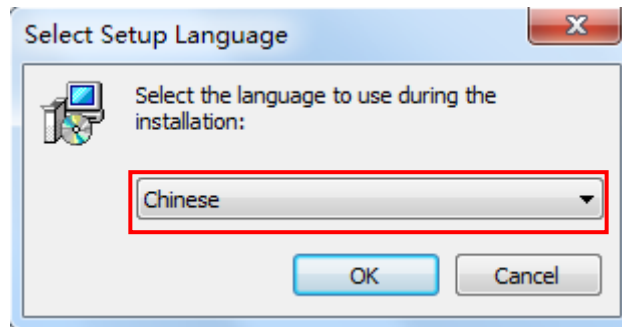 Select Setup Language
Select the language to use during the
installation:
Chinese
OK
Cancel